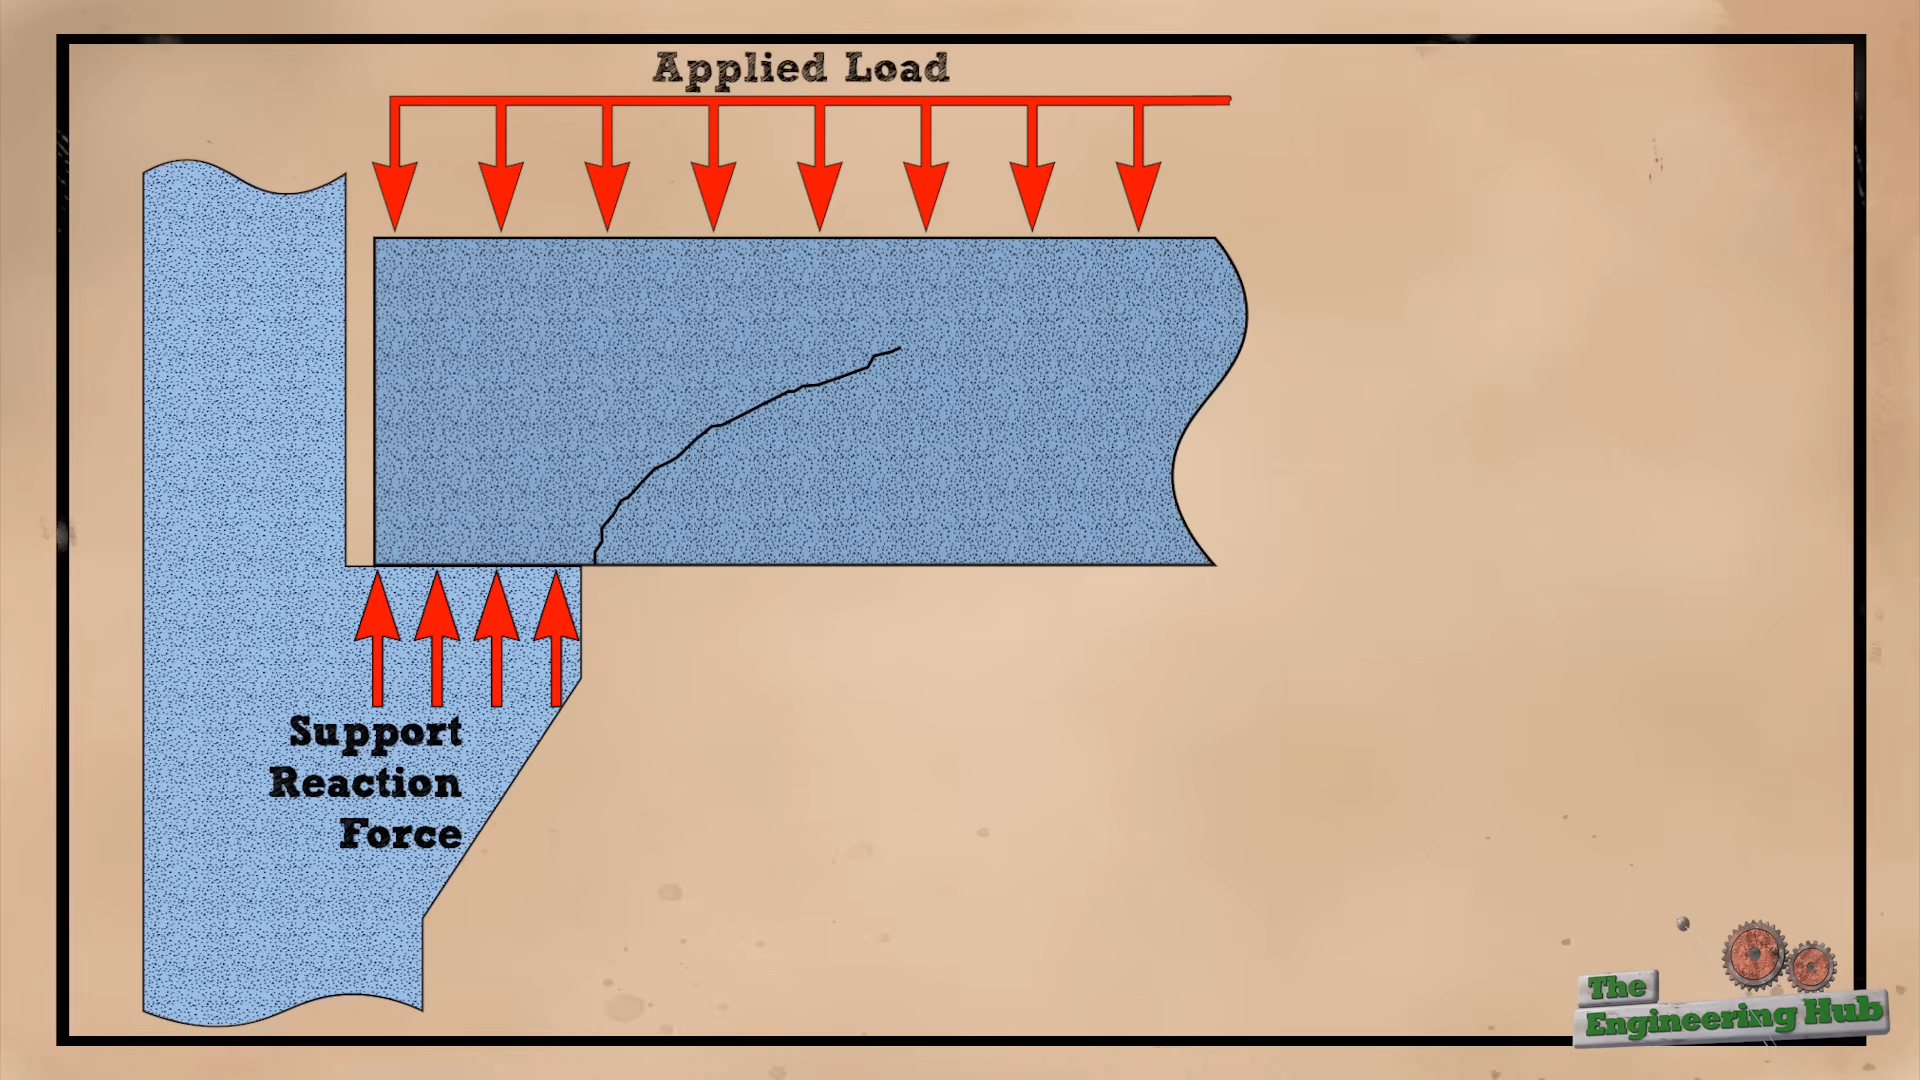 Applied Load
Support
Reaction
Force
The
Engineering Hub